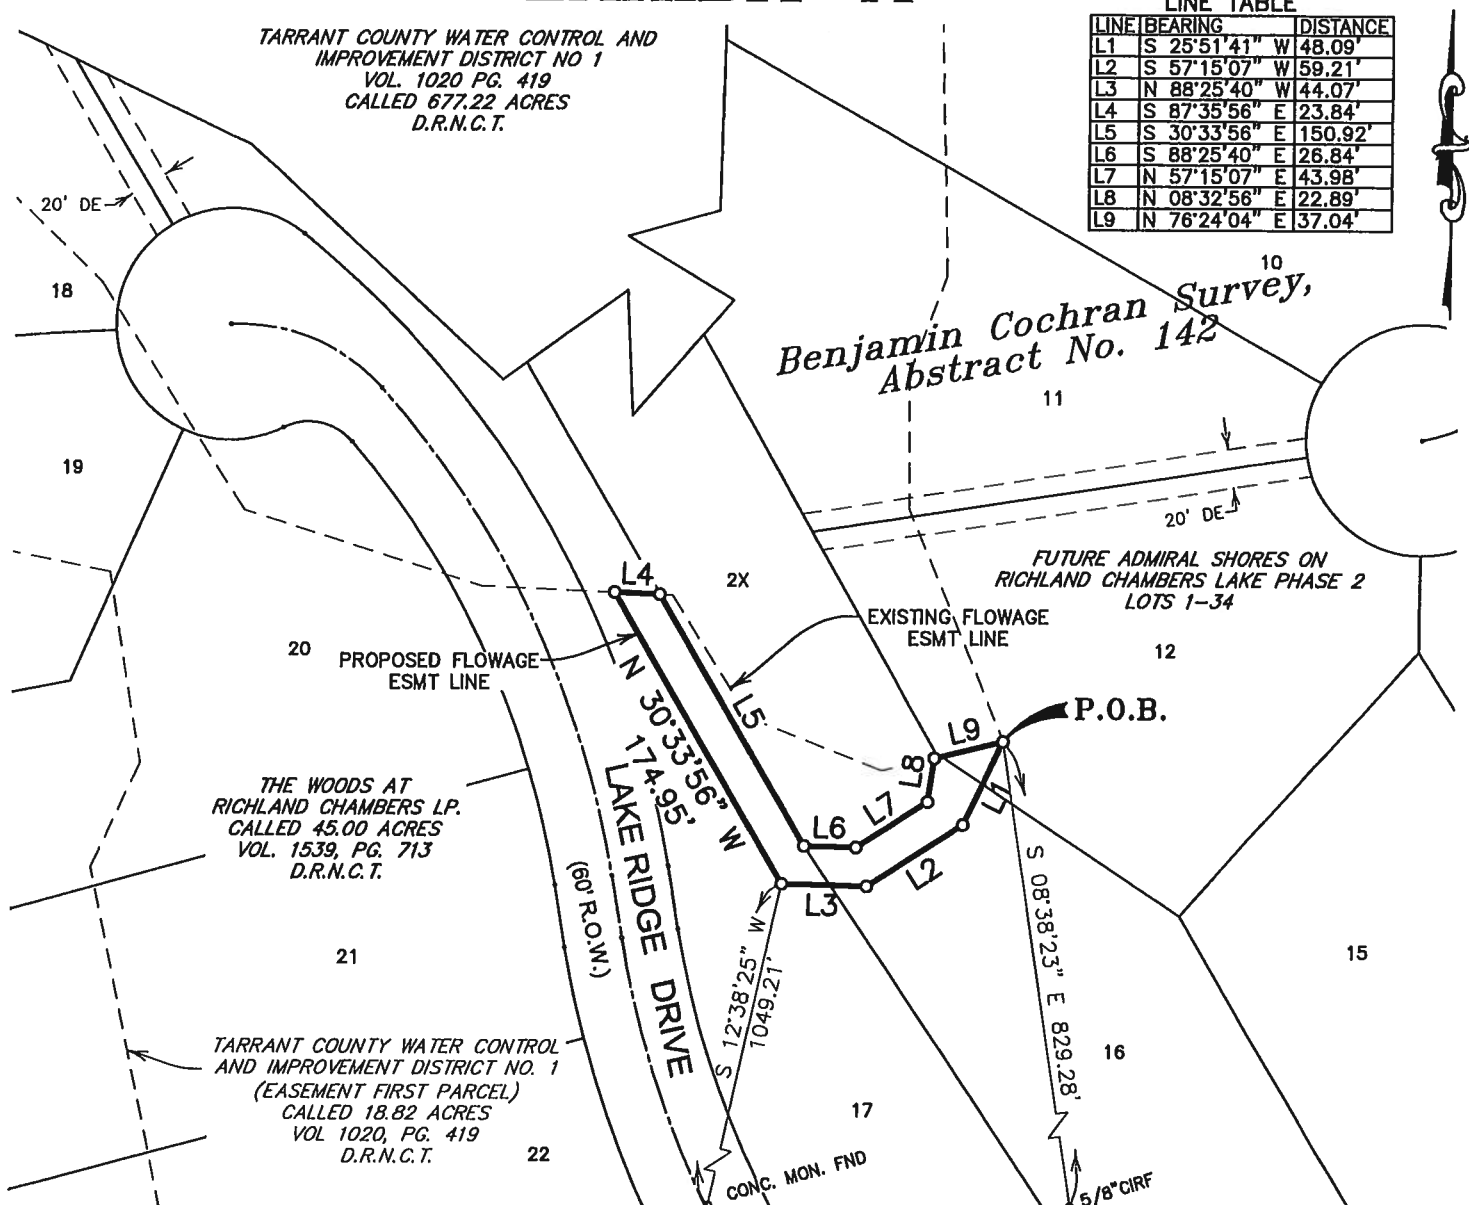 LINE TABLE
LINE BEARING DISTANCE
L1 S 25°51'41" W 48.09'
L2 S 57°15'07" W 59.21'
L3 N 88°25'40" W 44.07'
L4 S 87°35'56" E 23.84'
L5 S 30°33'56" E 150.92'
L6 S 88°25'40" E 26.84'
L7 N 57°15'07" E 43.98'
L8 N 08°32'56" E 22.89'
L9 N 76°24'04" E 37.04'
TARRANT COUNTY WATER CONTROL AND
IMPROVEMENT DISTRICT NO 1
VOL. 1020 PG. 419
CALLED 677.22 ACRES
D.R.N.C.T.
20' DE
18
10
Benjamin Cochran Survey,
Abstract No. 142
11
19
20' DE
FUTURE ADMIRAL SHORES ON
RICHLAND CHAMBERS LAKE PHASE 2
LOTS 1-34
L4
2X
EXISTING FLOWAGE
ESMT LINE
20
PROPOSED FLOWAGE
ESMT LINE
12
N 30°33'56" W
174.95'
L5
P.O.B.
L9
L8
L1
L7
L6
L2
L3
THE WOODS AT
RICHLAND CHAMBERS LP.
CALLED 45.00 ACRES
VOL. 1539, PG. 713
D.R.N.C.T.
LAKE RIDGE DRIVE
(60' R.O.W.)
S 12°38'25" W
1049.21'
S 08°38'23" E 829.28'
21
15
16
17
TARRANT COUNTY WATER CONTROL
AND IMPROVEMENT DISTRICT NO. 1
(EASEMENT FIRST PARCEL)
CALLED 18.82 ACRES
VOL 1020, PG. 419
D.R.N.C.T.
22
CONC. MON. FND
5/8"CIRF